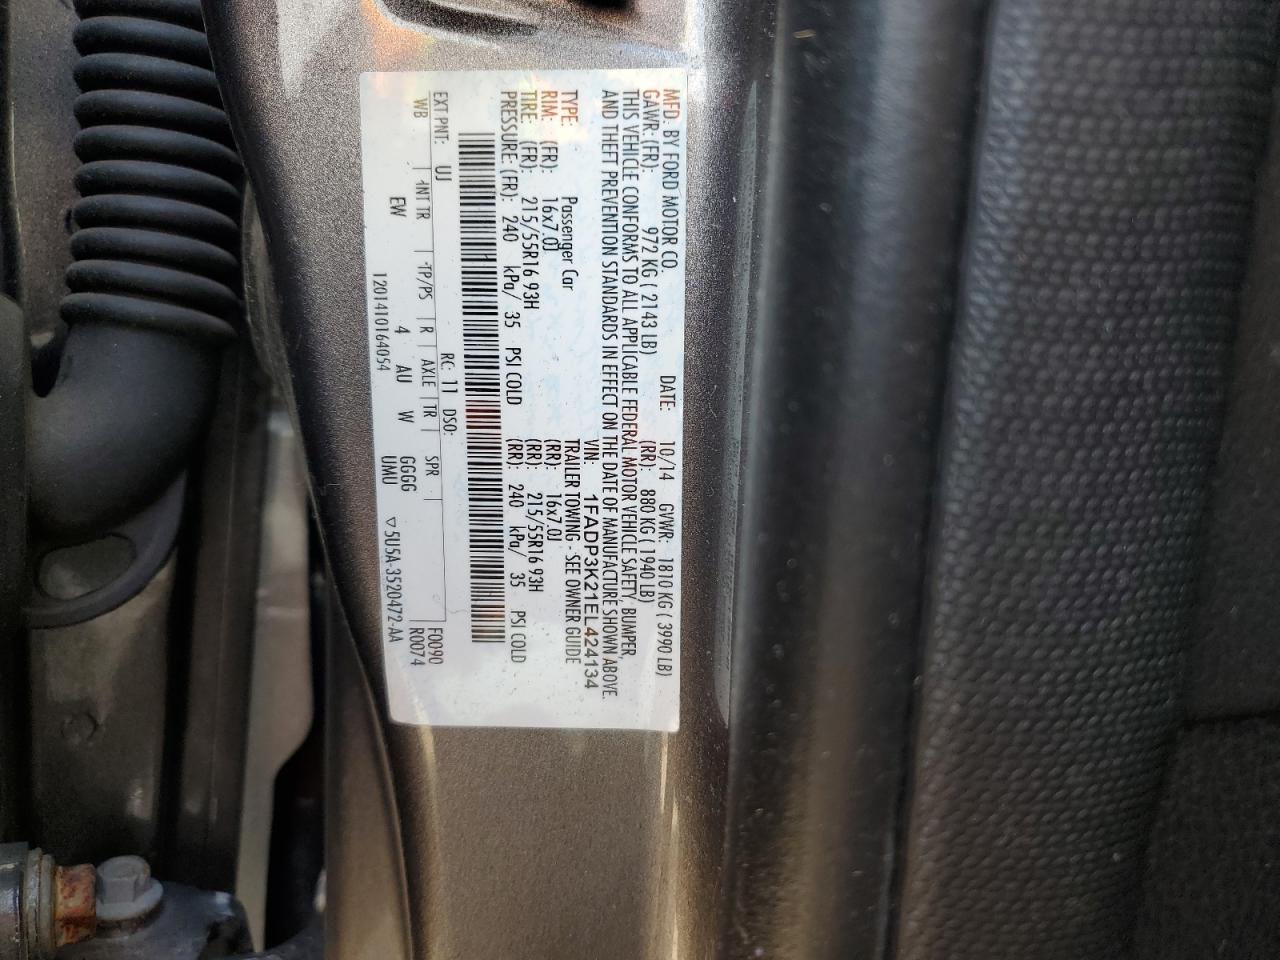 MFD. BY FORD MOTOR CO. DATE: 10/14 GVWR: 1810 KG ( 3990 LB)
GAWR: (FR): 972 KG ( 2143 LB) (RR): 880 KG ( 1940 LB)
THIS VEHICLE CONFORMS TO ALL APPLICABLE FEDERAL MOTOR VEHICLE SAFETY, BUMPER,
AND THEFT PREVENTION STANDARDS IN EFFECT ON THE DATE OF MANUFACTURE SHOWN ABOVE.
VIN: 1FADP3K21EL424134
TYPE: Passenger Car TRAILER TOWING - SEE OWNER GUIDE
RIM: (FR): 16x7.0J (RR): 16x7.0J
TIRE: (FR): 215/55R16 93H (RR): 215/55R16 93H
PRESSURE: (FR): 240 kPa/ 35 PSI COLD (RR): 240 kPa/ 35 PSI COLD
EXT PNT: UJ RC: 11 DSO: F0090
WB INT TR TP/PS R AXLE TR SPR R0074
EW 4 AU W GGGG
UMU
120141016405­4 ▽5U5A-3520472-AA